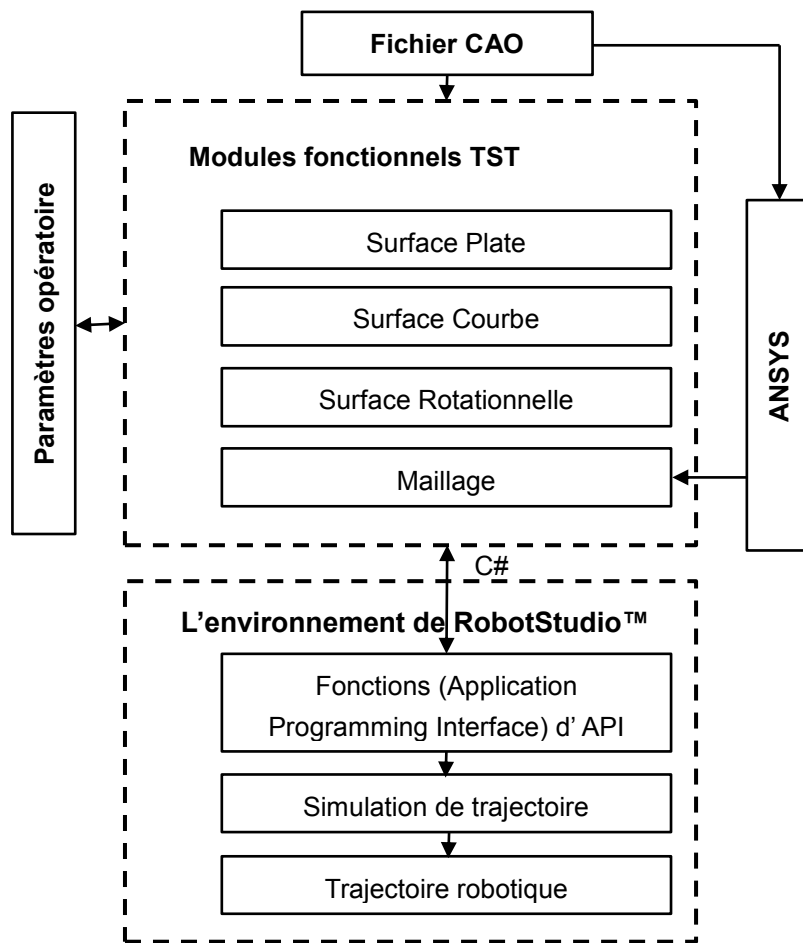 Fichier CAO
Modules fonctionnels TST
Paramètres opératoire
Surface Plate
Surface Courbe
Surface Rotationnelle
Maillage
ANSYS
C#
L’environnement de RobotStudio™
Fonctions (Application
Programming Interface) d’ API
Simulation de trajectoire
Trajectoire robotique